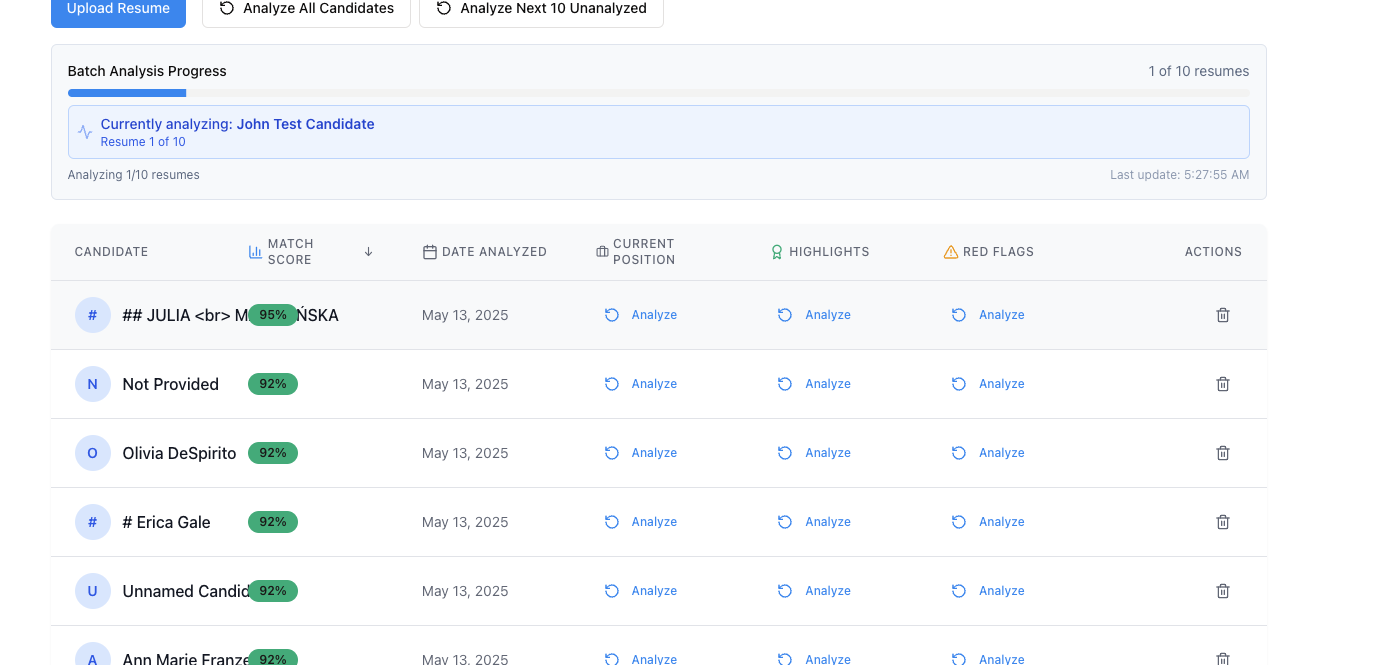 Upload Resume
Analyze All Candidates
Analyze Next 10 Unanalyzed
Batch Analysis Progress
1 of 10 resumes
Currently analyzing: John Test Candidate
Resume 1 of 10
Analyzing 1/10 resumes
Last update: 5:27:55 AM
CANDIDATE
MATCH
SCORE
DATE ANALYZED
CURRENT
POSITION
HIGHLIGHTS
RED FLAGS
ACTIONS
# ## JULIA <br> M 95% ŃSKA May 13, 2025 Analyze Analyze Analyze
N Not Provided 92% May 13, 2025 Analyze Analyze Analyze
O Olivia DeSpirito 92% May 13, 2025 Analyze Analyze Analyze
# # Erica Gale 92% May 13, 2025 Analyze Analyze Analyze
U Unnamed Candid 92% May 13, 2025 Analyze Analyze Analyze
A Ann Marie Franze 92% May 13, 2025 Analyze Analyze Analyze